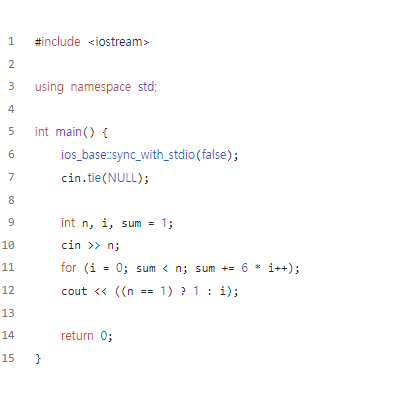 1 #include <iostream>
2
3 using namespace std;
4
5 int main() {
6 ios_base::sync_with_stdio(false);
7 cin.tie(NULL);
8
9 int n, i, sum = 1;
10 cin >> n;
11 for (i = 0; sum < n; sum += 6 * i++);
12 cout << ((n == 1) ? 1 : i);
13
14 return 0;
15 }